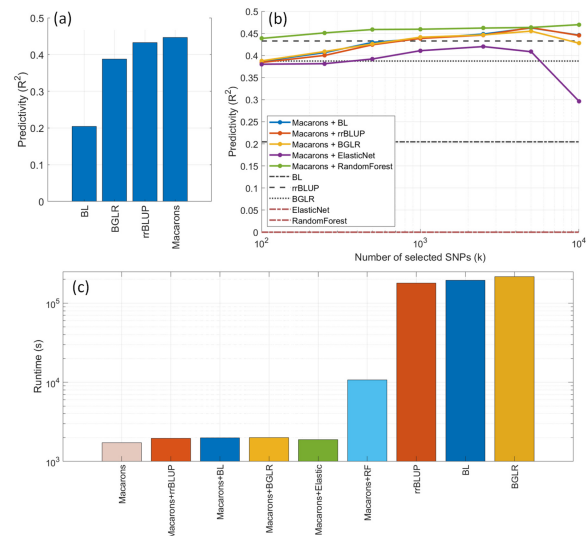 (a)
Predictivity (R²)
0.5
0.4
0.3
0.2
0.1
0
BL
BGLR
rrBLUP
Macarons
(b)
Predictivity (R²)
0.5
0.45
0.4
0.35
0.3
0.25
0.2
0.15
0.1
0.05
0
Macarons + BL
Macarons + rrBLUP
Macarons + BGLR
Macarons + ElasticNet
Macarons + RandomForest
BL
rrBLUP
BGLR
ElasticNet
RandomForest
10² 10³ 10⁴
Number of selected SNPs (k)
(c)
Runtime (s)
10⁵
10⁴
10³
Macarons
Macarons+rrBLUP
Macarons+BL
Macarons+BGLR
Macarons+Elastic
Macarons+RF
rrBLUP
BL
BGLR